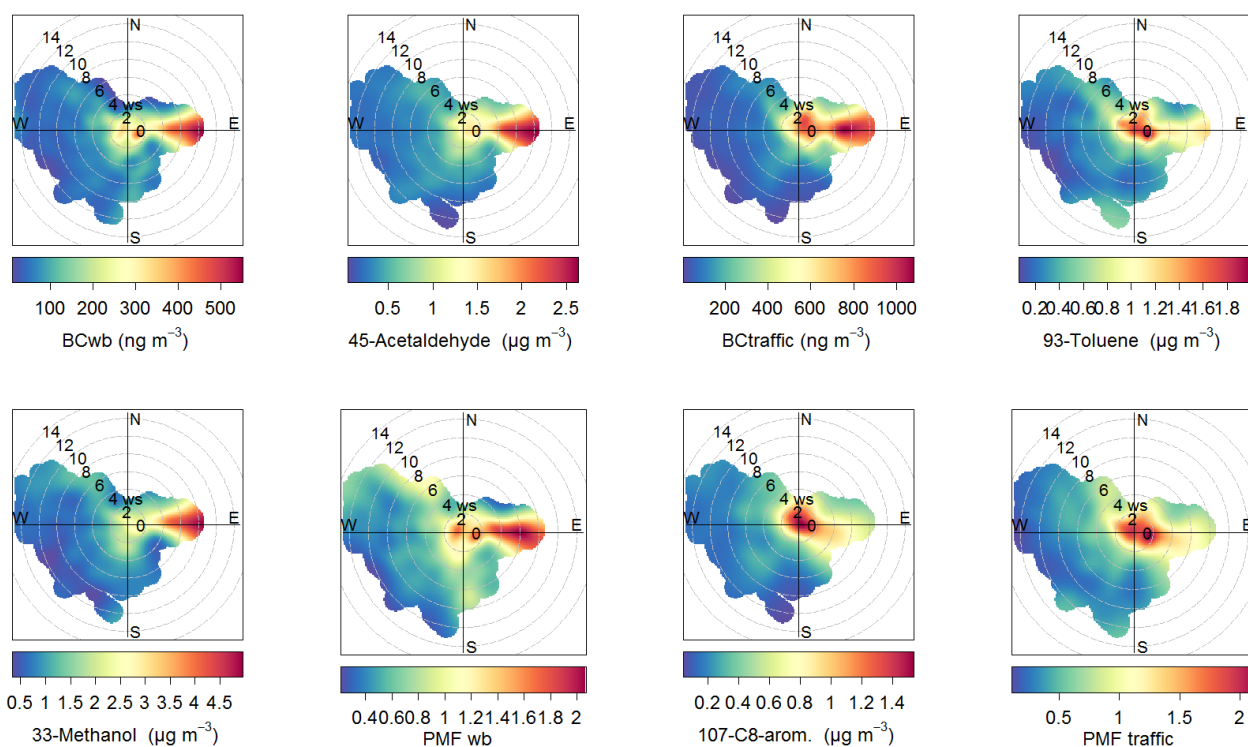 N
14
12
10
8
6
4 ws
2
W 0 E
S
100 200 300 400 500
BCwb (ng m⁻³)
N
14
12
10
8
6
4 ws
2
W 0 E
S
0.5 1 1.5 2 2.5
45-Acetaldehyde (µg m⁻³)
N
14
12
10
8
6
4 ws
2
W 0 E
S
200 400 600 800 1000
BCtraffic (ng m⁻³)
N
14
12
10
8
6
4 ws
2
W 0 E
S
0.2 0.4 0.6 0.8 1 1.2 1.4 1.6 1.8
93-Toluene (µg m⁻³)
N
14
12
10
8
6
4 ws
2
W 0 E
S
0.5 1 1.5 2 2.5 3 3.5 4 4.5
33-Methanol (µg m⁻³)
N
14
12
10
8
6
4 ws
2
W 0 E
S
0.4 0.6 0.8 1 1.2 1.4 1.6 1.8 2
PMF wb
N
14
12
10
8
6
4 ws
2
W 0 E
S
0.2 0.4 0.6 0.8 1 1.2 1.4
107-C8-arom. (µg m⁻³)
N
14
12
10
8
6
4 ws
2
W 0 E
S
0.5 1 1.5 2
PMF traffic